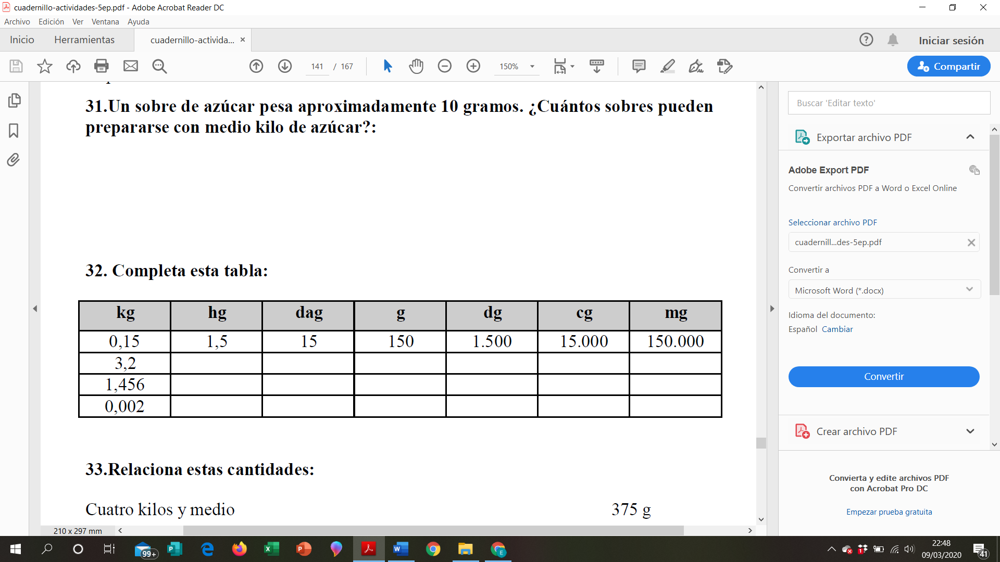 cuadernillo-actividades-5ep.pdf - Adobe Acrobat Reader DC
Archivo Edición Ver Ventana Ayuda
Inicio Herramientas cuadernillo-activida... × Iniciar sesión
141 / 167 150% Compartir
31.Un sobre de azúcar pesa aproximadamente 10 gramos. ¿Cuántos sobres pueden
prepararse con medio kilo de azúcar?:
32. Completa esta tabla:
kg hg dag g dg cg mg
0,15 1,5 15 150 1.500 15.000 150.000
3,2
1,456
0,002
33.Relaciona estas cantidades:
Cuatro kilos y medio 375 g
210 x 297 mm
Buscar 'Editar texto'
Exportar archivo PDF
Adobe Export PDF
Convertir archivos PDF a Word o Excel Online
Seleccionar archivo PDF
cuadernill...des-5ep.pdf
Convertir a
Microsoft Word (*.docx)
Idioma del documento:
Español Cambiar
Convertir
Crear archivo PDF
Convierta y edite archivos PDF
con Acrobat Pro DC
Empezar prueba gratuita
99+
22:48
09/03/2020
41